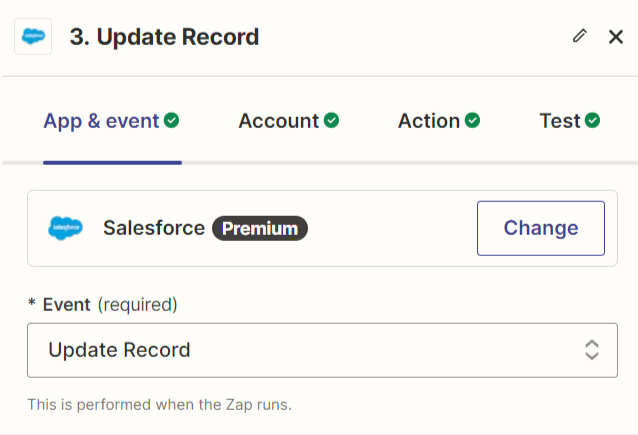 3. Update Record
App & event Account Action Test
salesforce Salesforce Premium Change
* Event (required)
Update Record
This is performed when the Zap runs.